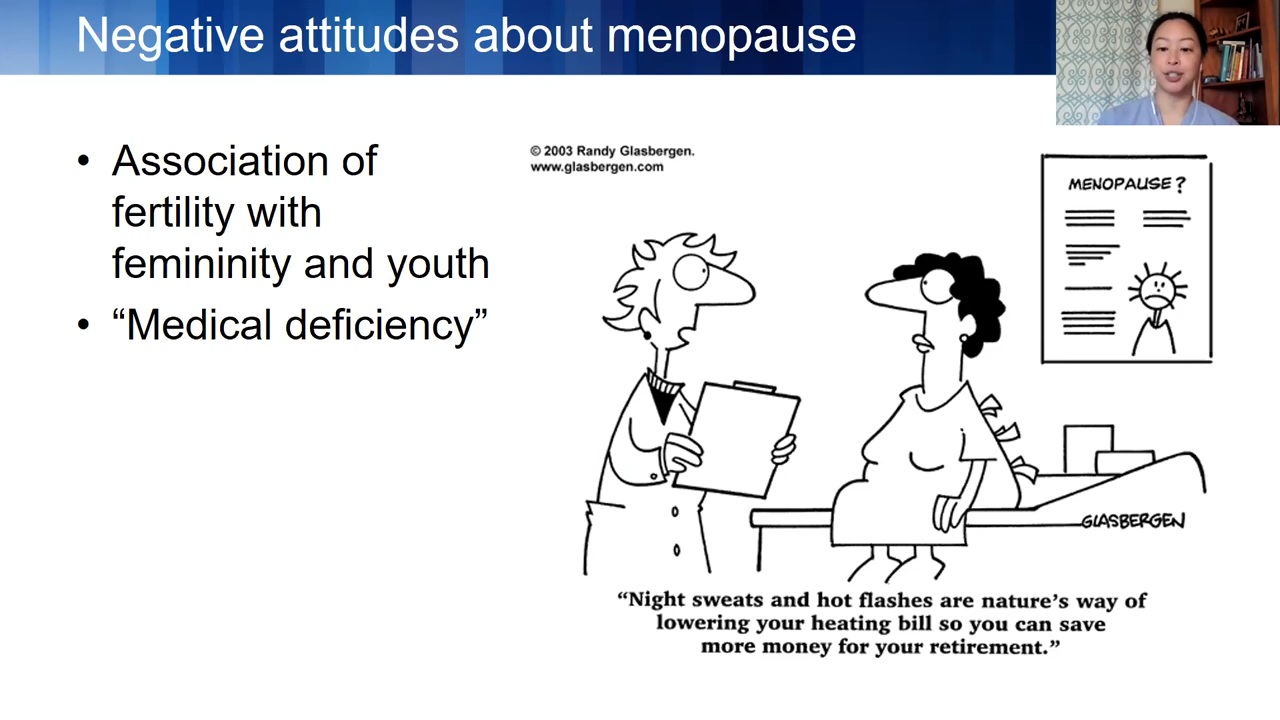 Negative attitudes about menopause
• Association of
fertility with
femininity and youth
• “Medical deficiency”
© 2003 Randy Glasbergen.
www.glasbergen.com
MENOPAUSE?
GLASBERGEN
“Night sweats and hot flashes are nature’s way of
lowering your heating bill so you can save
more money for your retirement.”